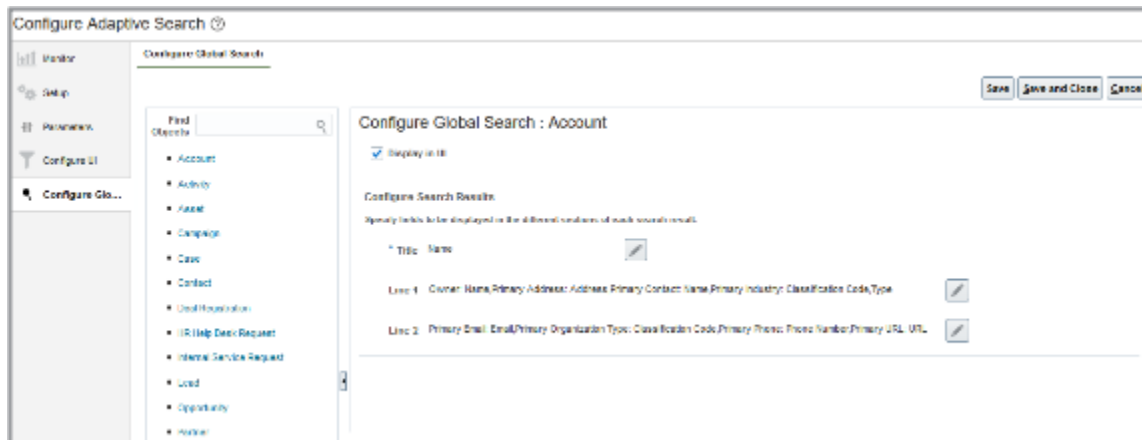 Configure Adaptive Search ?
Monitor
Setup
Parameters
Configure UI
Configure Glo...
Configure Global Search
Save
Save and Close
Cancel
Find Objects
Account
Activity
Asset
Campaign
Case
Contact
Deal Registration
HR Help Desk Request
Internal Service Request
Lead
Opportunity
Partner
Configure Global Search : Account
Display in UI
Configure Search Results
Specify fields to be displayed in the different sections of each search result.
* Title Name
Line 1 Owner: Name,Primary Address: Address,Primary Contact: Name,Primary Industry: Classification Code,Type
Line 2 Primary Email: Email,Primary Organization Type: Classification Code,Primary Phone: Phone Number,Primary URL: URL